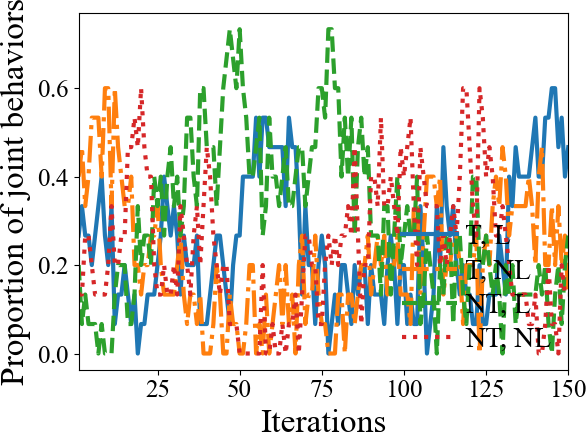 Proportion of joint behaviors
0.6
0.4
0.2
0.0
T, L
T, NL
NT, L
NT, NL
25 50 75 100 125 150
Iterations